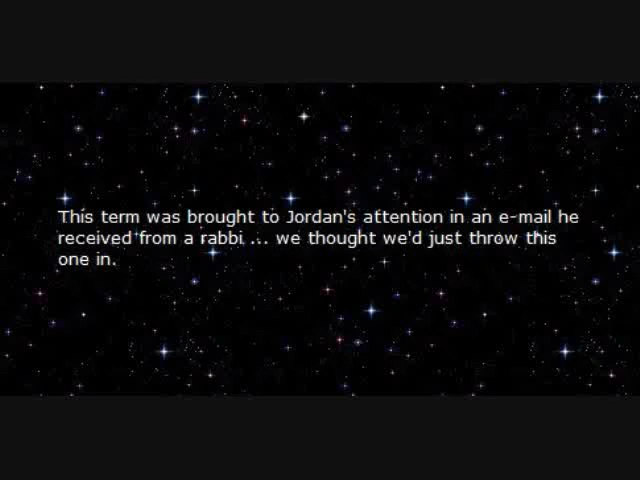 This term was brought to Jordan's attention in an e-mail he
received from a rabbi ... we thought we'd just throw this
one in.